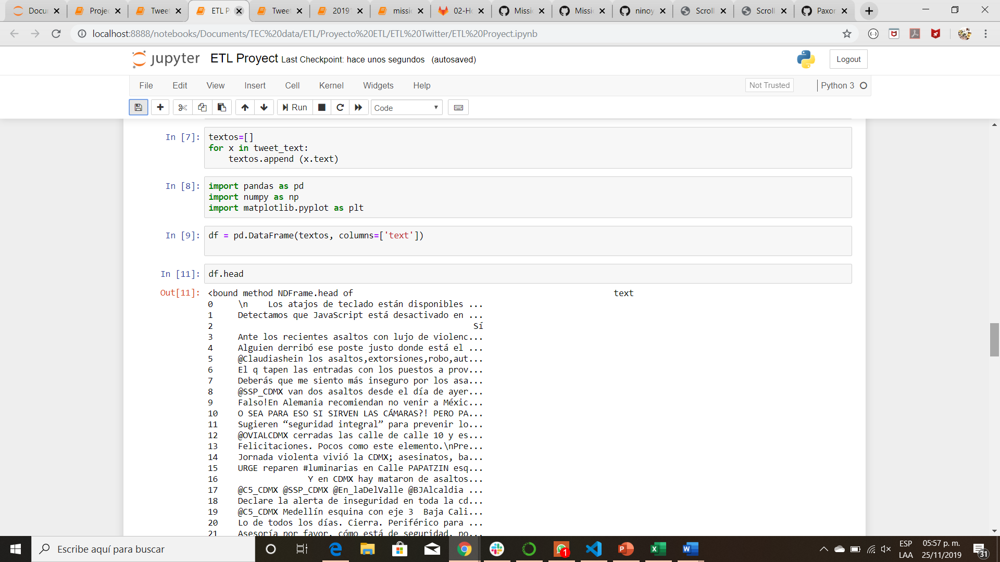 Docu
Projec
Tweet
ETL P
Tweet
2019
missio
02-Ho
Missio
Missio
ninoy
Scroll
Scroll
Paxor
localhost:8888/notebooks/Documents/TEC%20data/ETL/Proyecto%20ETL/ETL%20Twitter/ETL%20Proyect.ipynb
jupyter ETL Proyect Last Checkpoint: hace unos segundos (autosaved)
Logout
File Edit View Insert Cell Kernel Widgets Help
Not Trusted
Python 3
Run
Code
In [7]: textos=[]
for x in tweet_text:
    textos.append (x.text)
In [8]: import pandas as pd
import numpy as np
import matplotlib.pyplot as plt
In [9]: df = pd.DataFrame(textos, columns=['text'])
In [11]: df.head
Out[11]: <bound method NDFrame.head of text
0 \n    Los atajos de teclado están disponibles ...
1 Detectamos que JavaScript está desactivado en ...
2 Sí
3 Ante los recientes asaltos con lujo de violenc...
4 Alguien derribó ese poste justo donde está el ...
5 @Claudiashein los asaltos,extorsiones,robo,aut...
6 El q tapen las entradas con los puestos a prov...
7 Deberás que me siento más inseguro por los asa...
8 @SSP_CDMX van dos asaltos desde el día de ayer...
9 Falso!En Alemania recomiendan no venir a Méxic...
10 O SEA PARA ESO SI SIRVEN LAS CÁMARAS?! PERO PA...
11 Sugieren “seguridad integral” para prevenir lo...
12 @OVIALCDMX cerradas las calle de calle 10 y es...
13 Felicitaciones. Pocos como este elemento.\nPre...
14 Jornada violenta vivió la CDMX; asesinatos, ba...
15 URGE reparen #luminarias en Calle PAPATZIN esq...
16 Y en CDMX hay mataron de asaltos...
17 @C5_CDMX @SSP_CDMX @En_laDelValle @BJAlcaldia ...
18 Declare la alerta de inseguridad en toda la cd...
19 @C5_CDMX Medellín esquina con eje 3  Baja Cali...
20 Lo de todos los días. Cierra. Periférico para ...
21 Asesoría por favor, cómo está de seguridad, po...
Escribe aquí para buscar
1
ESP
LAA
05:57 p. m.
25/11/2019
31